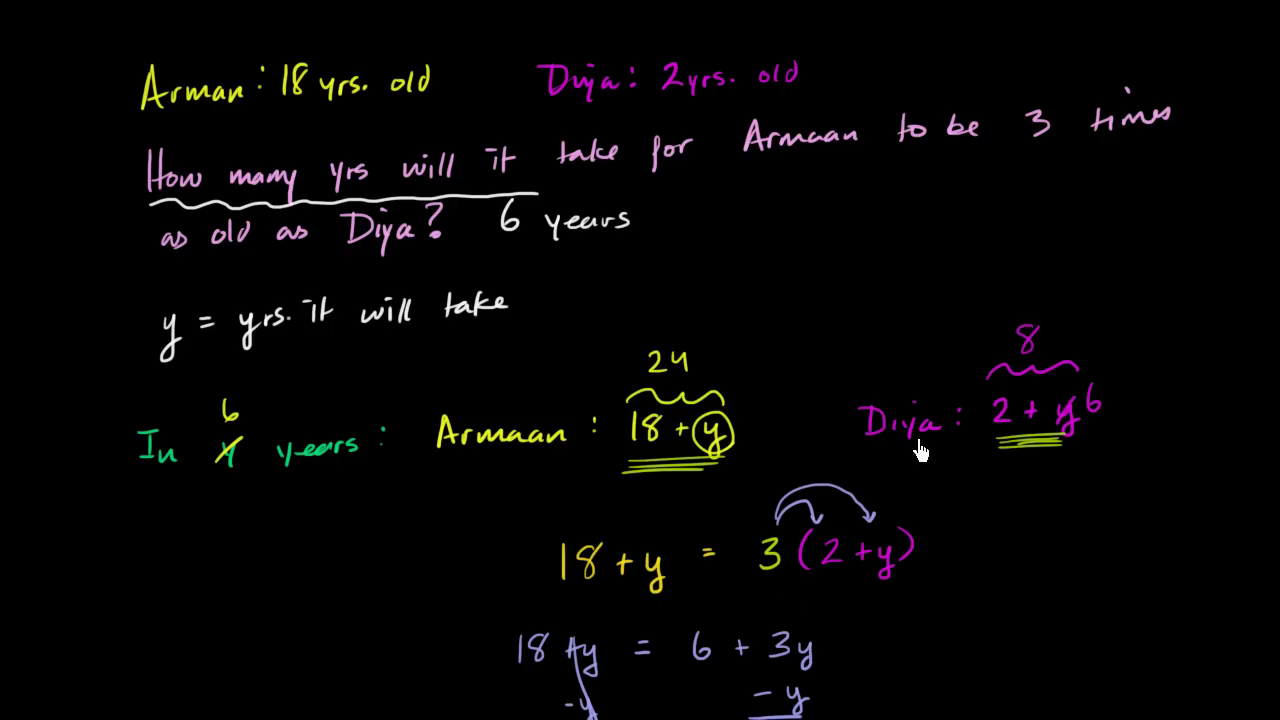 Arman: 18 yrs. old Diya: 2 yrs. old
How many yrs will it take for Armaan to be 3 times
as old as Diya? 6 years
y = yrs. it will take
24 8
6
In y years: Armaan: 18 + y Diya: 2 + y 6
18 + y = 3 (2 + y)
18 + y = 6 + 3y
-y - y